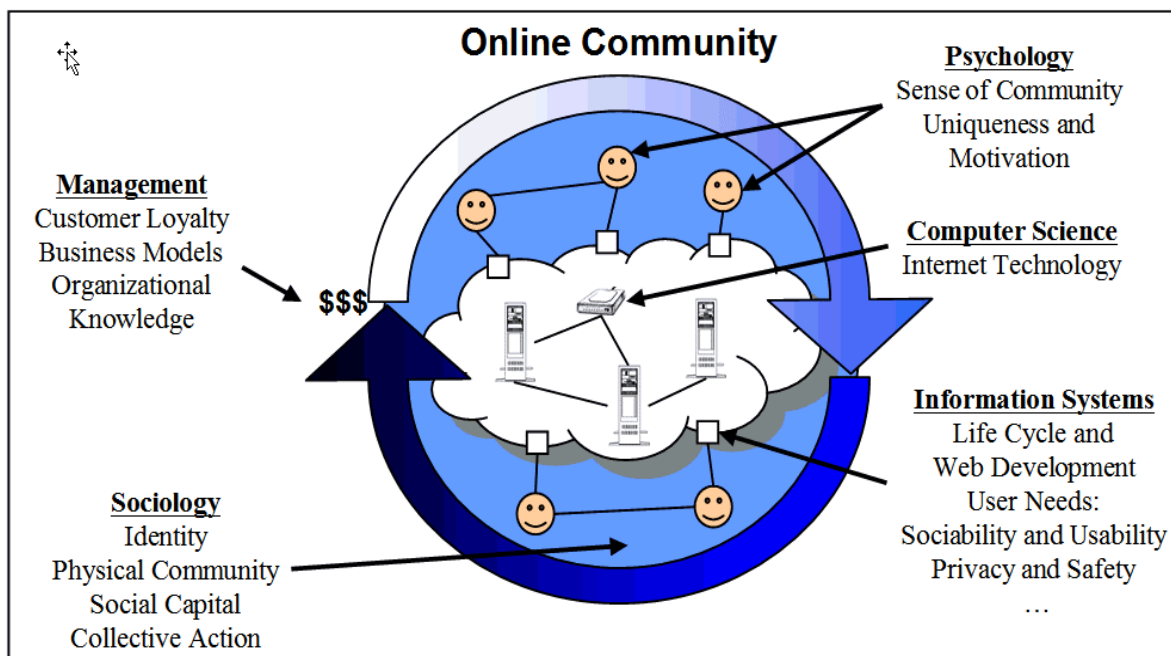 Online Community
Psychology
Sense of Community
Uniqueness and
Motivation
Management
Customer Loyalty
Business Models
Organizational
Knowledge
$$$
Computer Science
Internet Technology
Information Systems
Life Cycle and
Web Development
User Needs:
Sociability and Usability
Privacy and Safety
…
Sociology
Identity
Physical Community
Social Capital
Collective Action